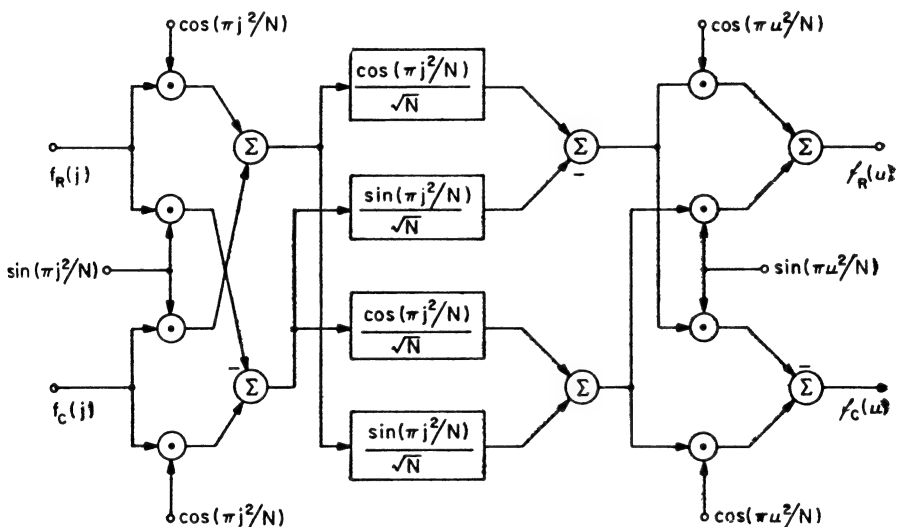 cos(πj²/N)
cos(πu²/N)
cos(πj²/N)
√N
Σ
Σ
Σ
f_R(j)
–
f_R(u)
sin(πj²/N)
√N
sin(πj²/N)
sin(πu²/N)
cos(πj²/N)
√N
–
–
Σ
Σ
Σ
f_C(j)
f_C(u)
sin(πj²/N)
√N
cos(πj²/N)
cos(πu²/N)